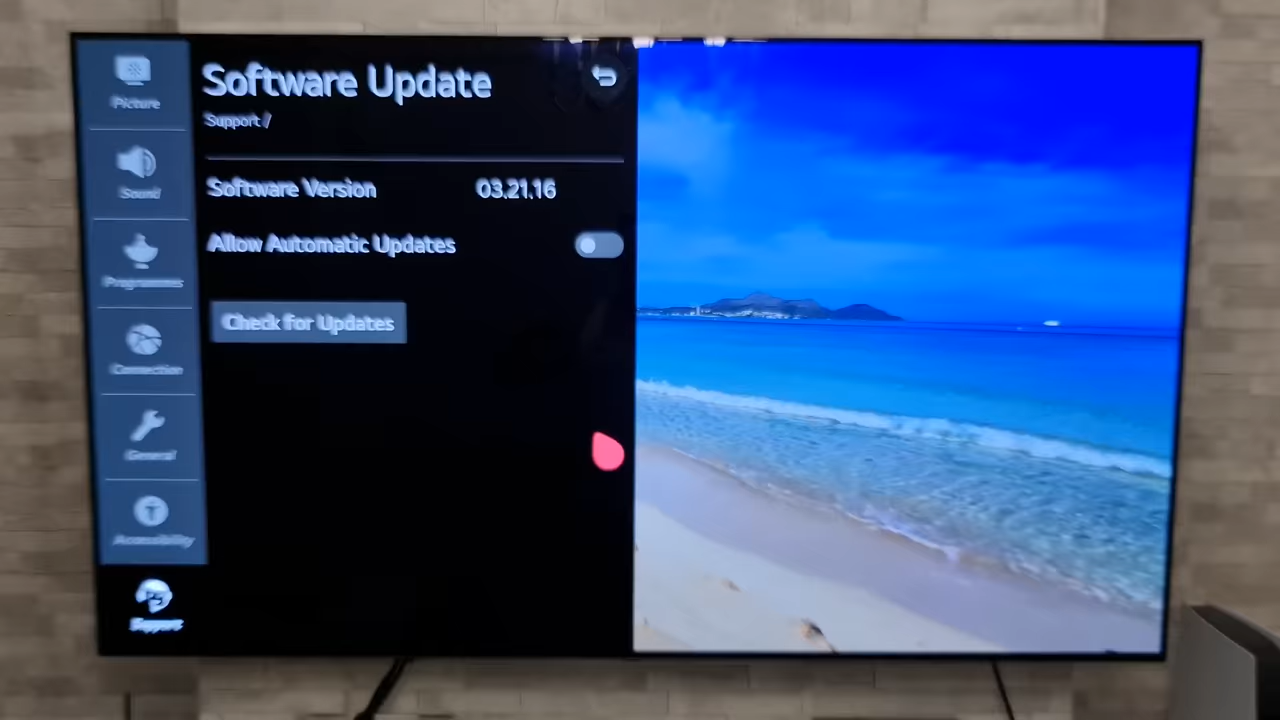 Picture
Sound
Programmes
Connection
General
Accessibility
Support
Software Update
Support /
Software Version 03.21.16
Allow Automatic Updates
Check for Updates